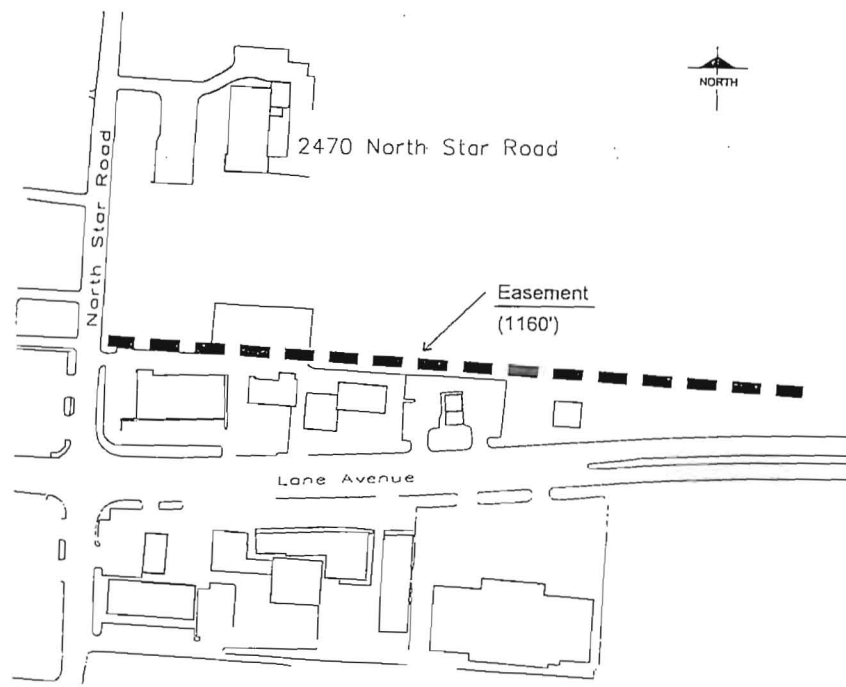 NORTH
2470 North Star Road
North Star Road
Easement
(1160')
Lane Avenue